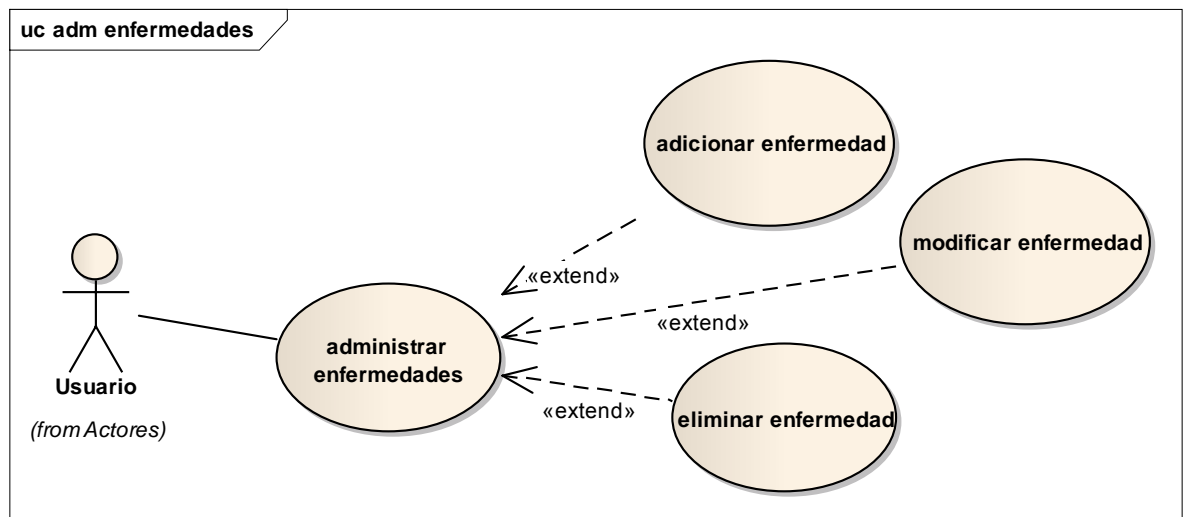 uc adm enfermedades
adicionar enfermedad
modificar enfermedad
«extend»
«extend»
administrar
enfermedades
Usuario
«extend»
eliminar enfermedad
(from Actores)